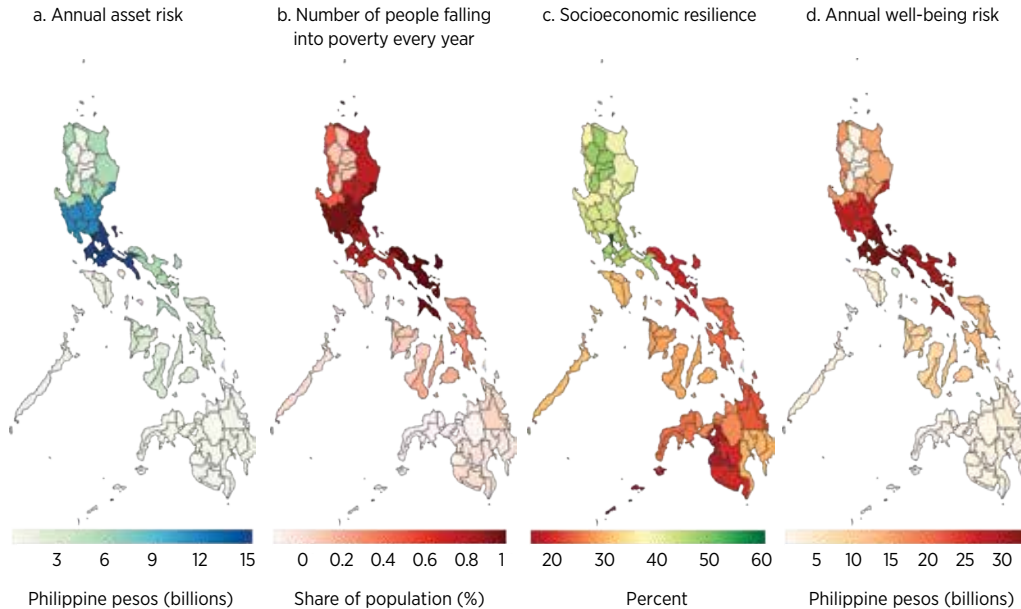 a. Annual asset risk
b. Number of people falling
into poverty every year
c. Socioeconomic resilience
d. Annual well-being risk
3 6 9 12 15
0 0.2 0.4 0.6 0.8 1
20 30 40 50 60
5 10 15 20 25 30
Philippine pesos (billions)
Share of population (%)
Percent
Philippine pesos (billions)